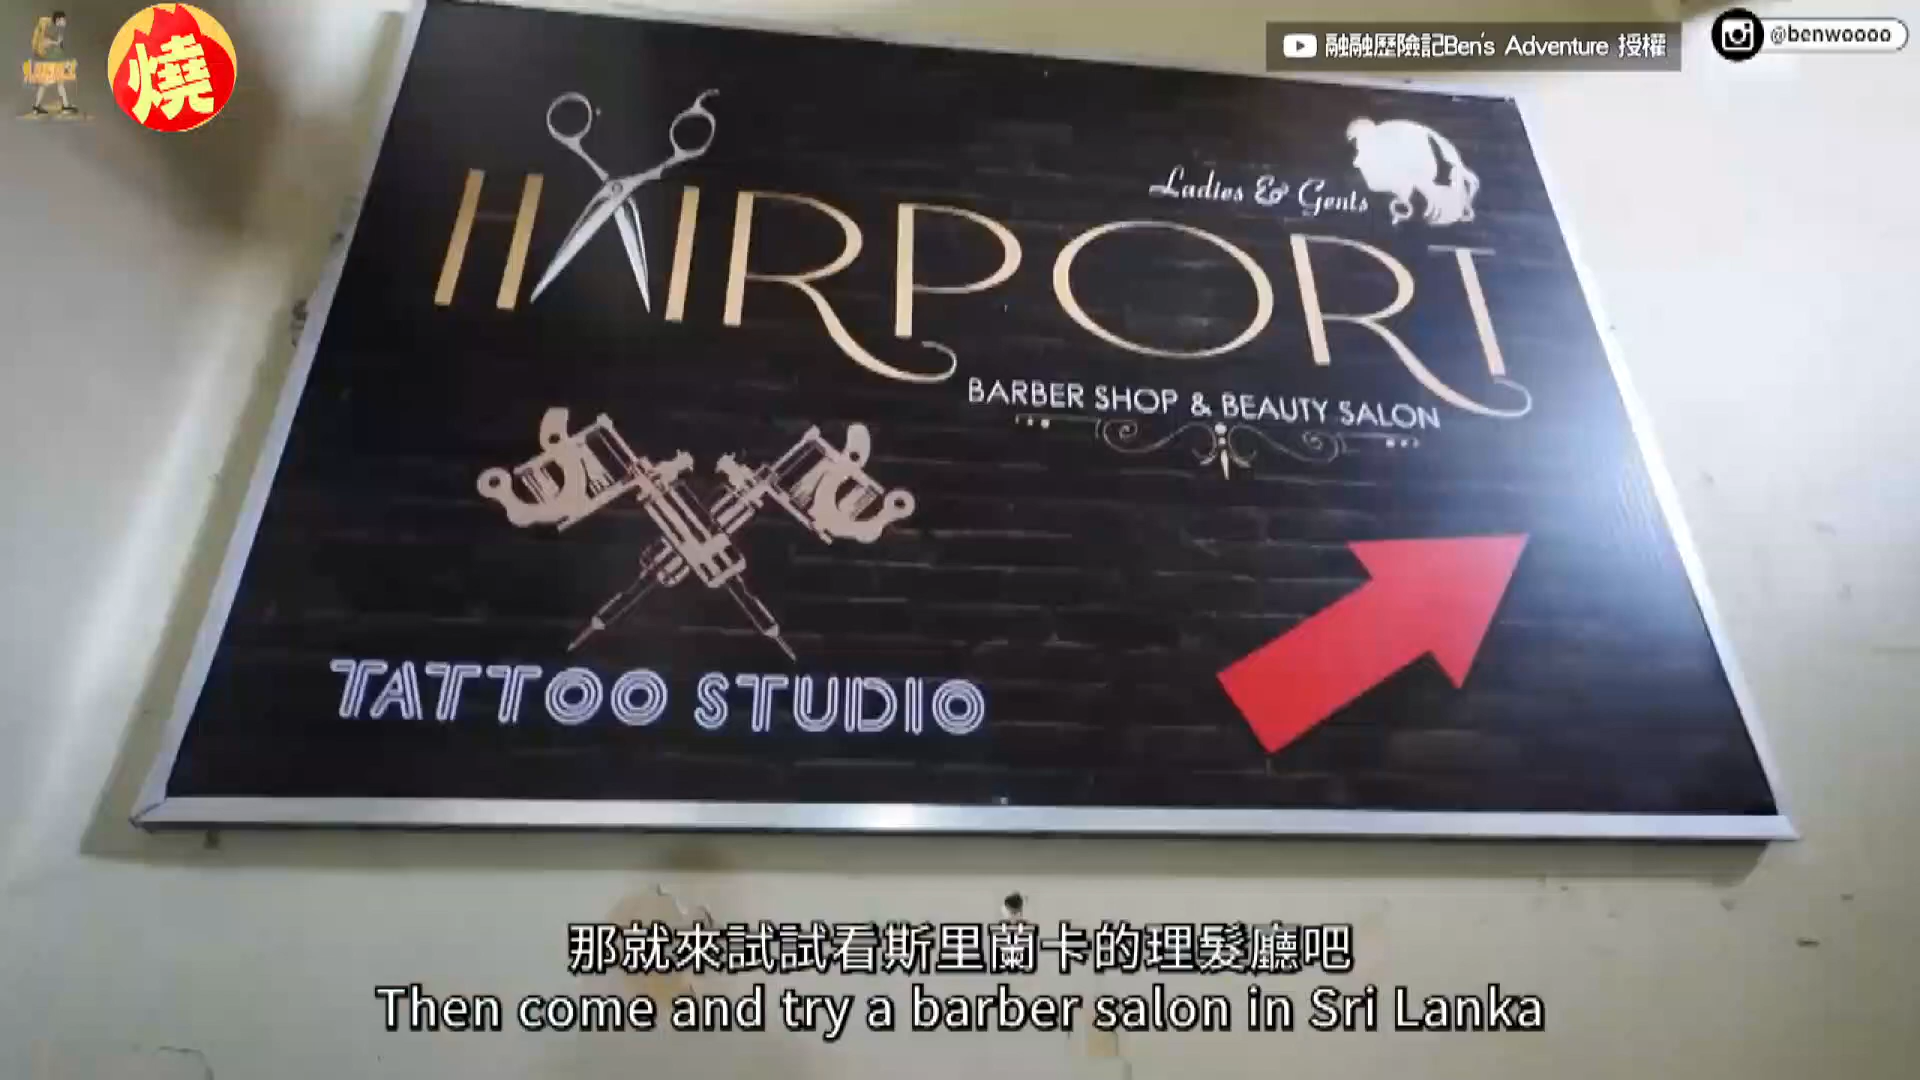 燒
融融歷險記Ben's Adventure 授權
@benwoooo
Ladies & Gents
HAIRPORT
BARBER SHOP & BEAUTY SALON
TATTOO STUDIO
那就來試試看斯里蘭卡的理髮廳吧
Then come and try a barber salon in Sri Lanka